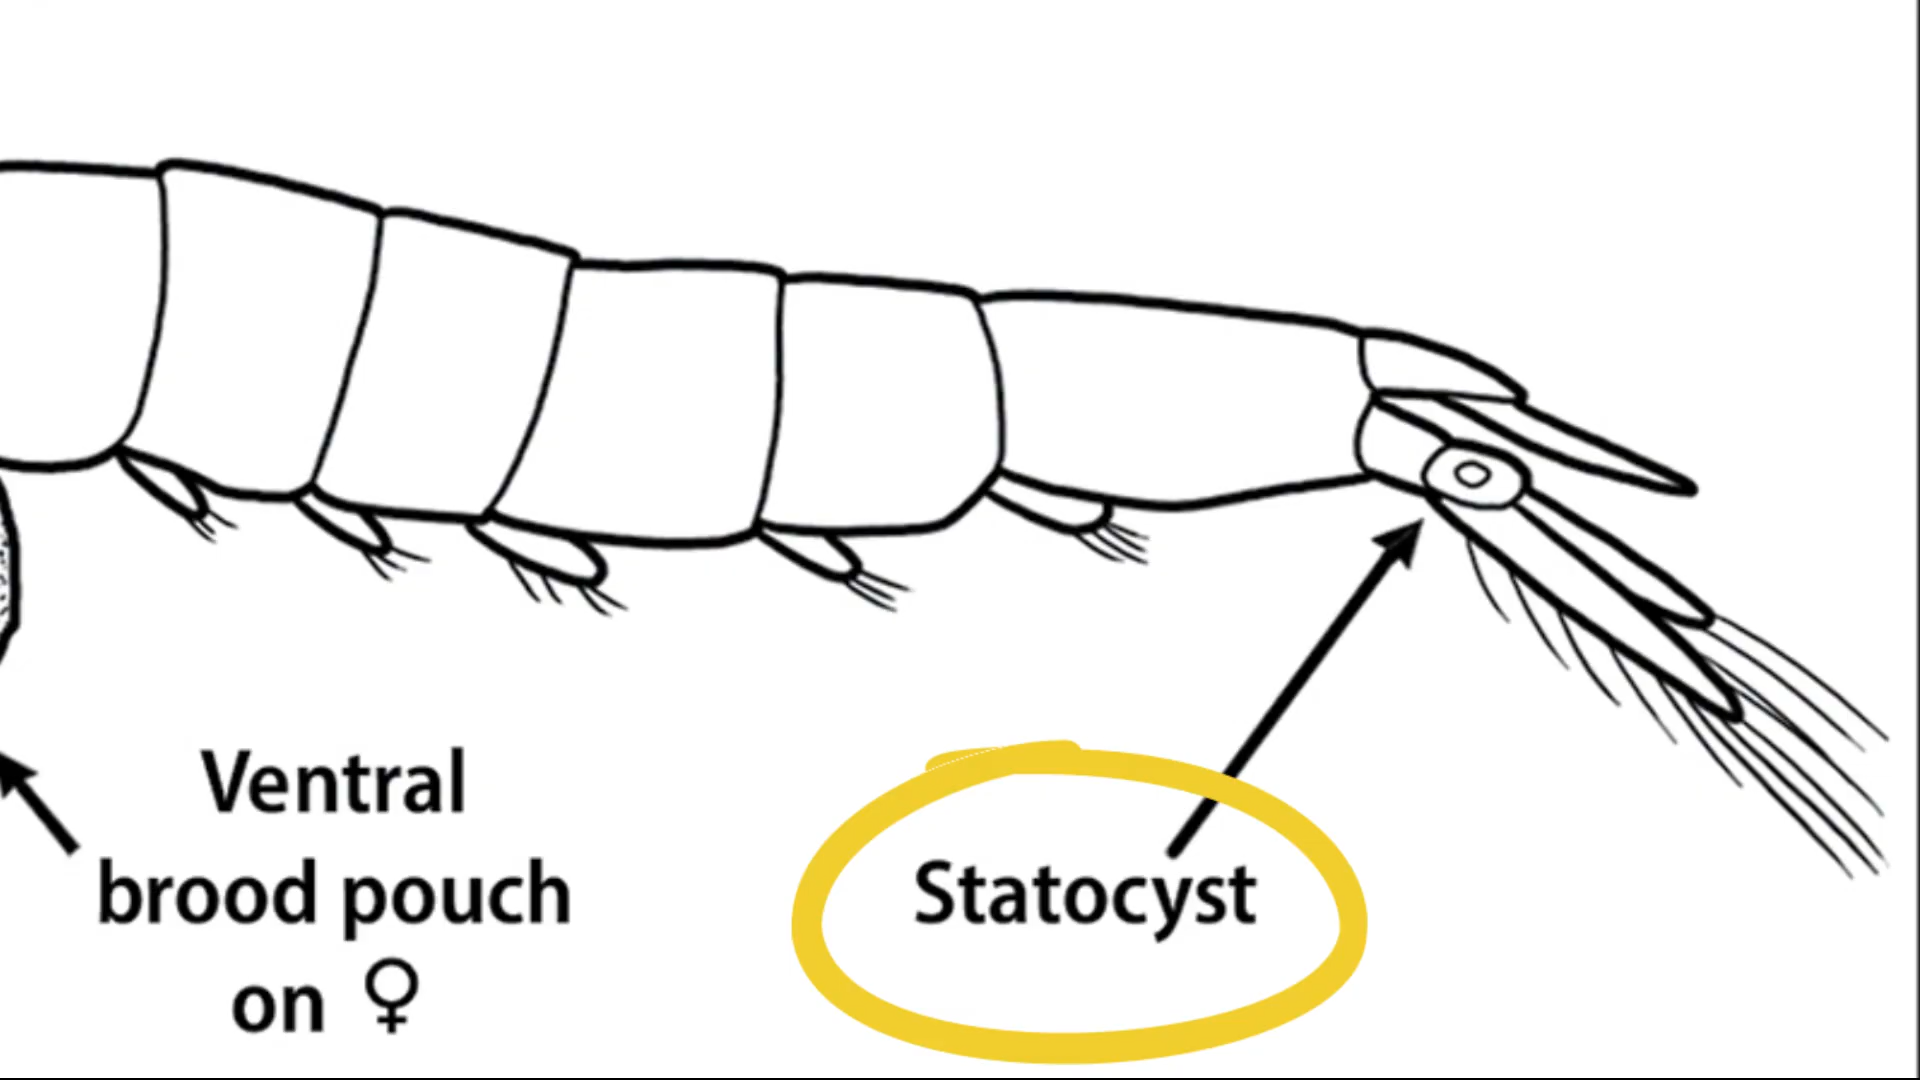 Ventral
brood pouch
on ♀
Statocyst